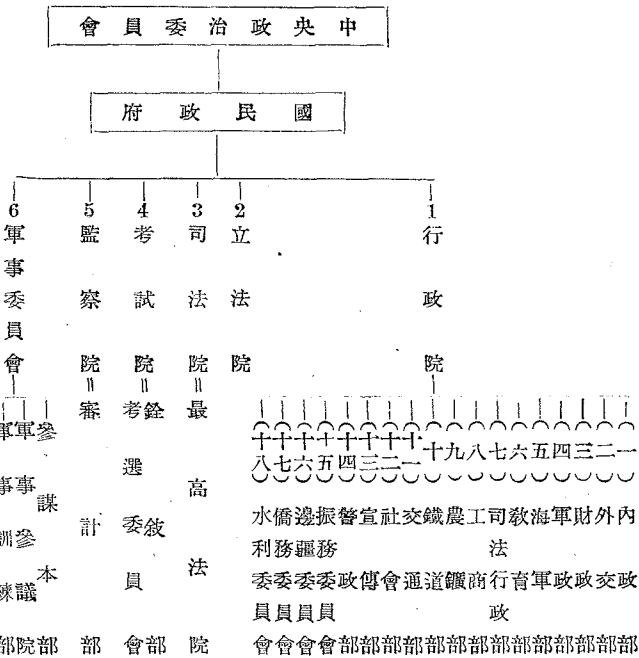 中央政治委員會
國民政府
1
行政院
2
立法院
3
司法院
4
考試院
5
監察院
6
軍事委員會
(一)內政部
(二)外交部
(三)財政部
(四)軍政部
(五)海軍部
(六)教育部
(七)司法行政部
(八)工商部
(九)農鑛部
(十)鐵道部
(十一)交通部
(十二)社會部
(十三)宣傳部
(十四)警政部
(十五)振務委員會
(十六)邊疆委員會
(十七)僑務委員會
(十八)水利委員會
最高法院
銓敍部
考選委員會
審計部
參謀本部
軍事參議院
軍事訓練部